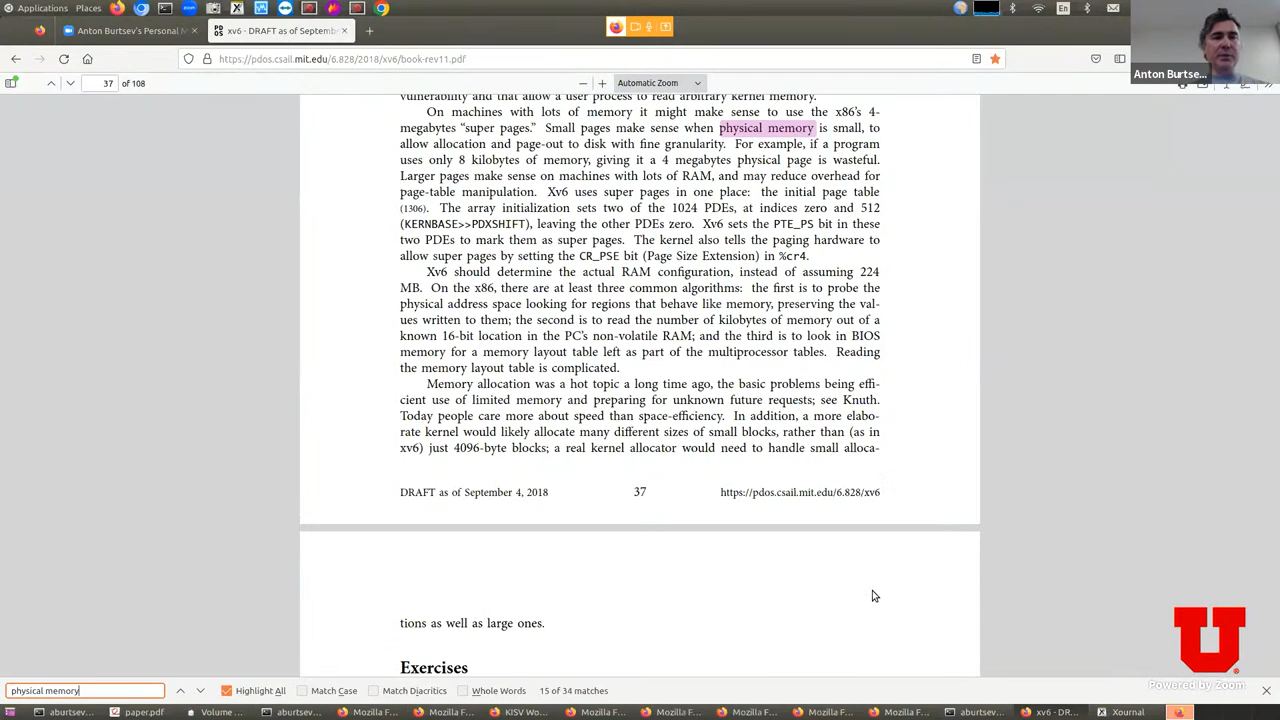 Applications Places En
Anton Burtsev's Personal M
xv6 - DRAFT as of Septemb
https://pdos.csail.mit.edu/6.828/2018/xv6/book-rev11.pdf
Anton Burtse...
37 of 108
Automatic Zoom
vulnerability and that allow a user process to read arbitrary kernel memory.
On machines with lots of memory it might make sense to use the x86's 4-
megabytes “super pages.” Small pages make sense when physical memory is small, to
allow allocation and page-out to disk with fine granularity. For example, if a program
uses only 8 kilobytes of memory, giving it a 4 megabytes physical page is wasteful.
Larger pages make sense on machines with lots of RAM, and may reduce overhead for
page-table manipulation. Xv6 uses super pages in one place: the initial page table
(1306). The array initialization sets two of the 1024 PDEs, at indices zero and 512
(KERNBASE>>PDXSHIFT), leaving the other PDEs zero. Xv6 sets the PTE_PS bit in these
two PDEs to mark them as super pages. The kernel also tells the paging hardware to
allow super pages by setting the CR_PSE bit (Page Size Extension) in %cr4.
Xv6 should determine the actual RAM configuration, instead of assuming 224
MB. On the x86, there are at least three common algorithms: the first is to probe the
physical address space looking for regions that behave like memory, preserving the val-
ues written to them; the second is to read the number of kilobytes of memory out of a
known 16-bit location in the PC's non-volatile RAM; and the third is to look in BIOS
memory for a memory layout table left as part of the multiprocessor tables. Reading
the memory layout table is complicated.
Memory allocation was a hot topic a long time ago, the basic problems being effi-
cient use of limited memory and preparing for unknown future requests; see Knuth.
Today people care more about speed than space-efficiency. In addition, a more elabo-
rate kernel would likely allocate many different sizes of small blocks, rather than (as in
xv6) just 4096-byte blocks; a real kernel allocator would need to handle small alloca-
DRAFT as of September 4, 2018 37 https://pdos.csail.mit.edu/6.828/xv6
tions as well as large ones.
Exercises
U
Powered by Zoom
physical memory Highlight All Match Case Match Diacritics Whole Words 15 of 34 matches
aburtsev... paper.pdf Volume ... aburtsev... Mozilla F... Mozilla F... KISV Wo... Mozilla F... Mozilla F... Mozilla F... Mozilla F... aburtsev... xv6 - DR... Xournal